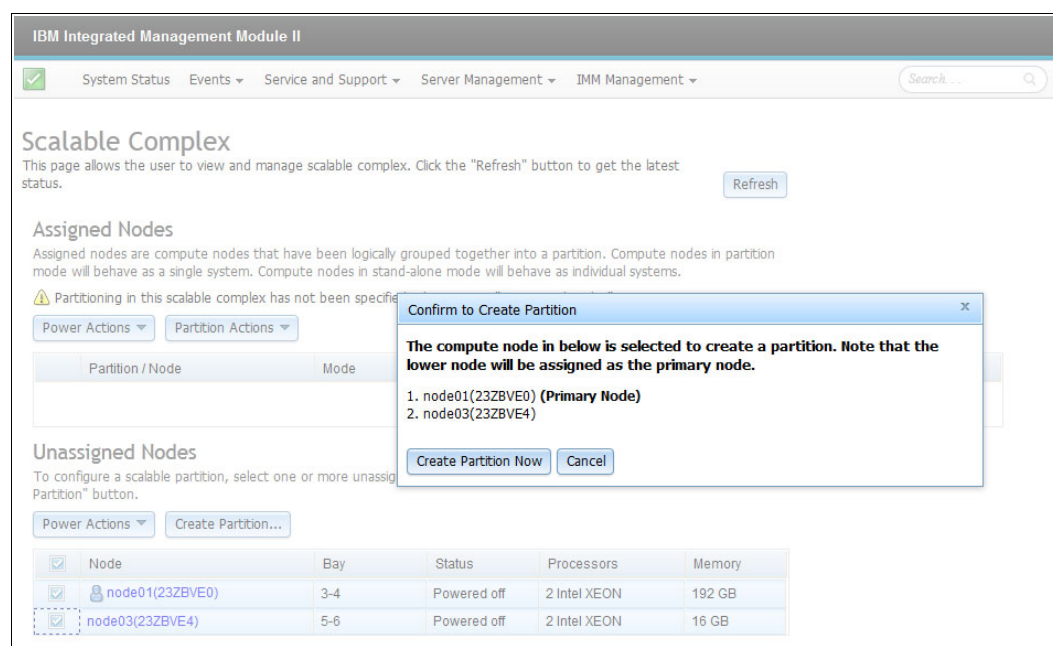 IBM Integrated Management Module II
System Status Events Service and Support Server Management IMM Management Search...
Scalable Complex
This page allows the user to view and manage scalable complex. Click the "Refresh" button to get the latest
status.
Refresh
Assigned Nodes
Assigned nodes are compute nodes that have been logically grouped together into a partition. Compute nodes in partition
mode will behave as a single system. Compute nodes in stand-alone mode will behave as individual systems.
Partitioning in this scalable complex has not been
Power Actions Partition Actions
Partition / Node Mode
Confirm to Create Partition x
The compute node in below is selected to create a partition. Note that the
lower node will be assigned as the primary node.
1. node01(23ZBVE0) (Primary Node)
2. node03(23ZBVE4)
Create Partition Now Cancel
Unassigned Nodes
To configure a scalable partition, select one or more
Partition" button.
Power Actions Create Partition...
Node Bay Status Processors Memory
node01(23ZBVE0) 3-4 Powered off 2 Intel XEON 192 GB
node03(23ZBVE4) 5-6 Powered off 2 Intel XEON 16 GB